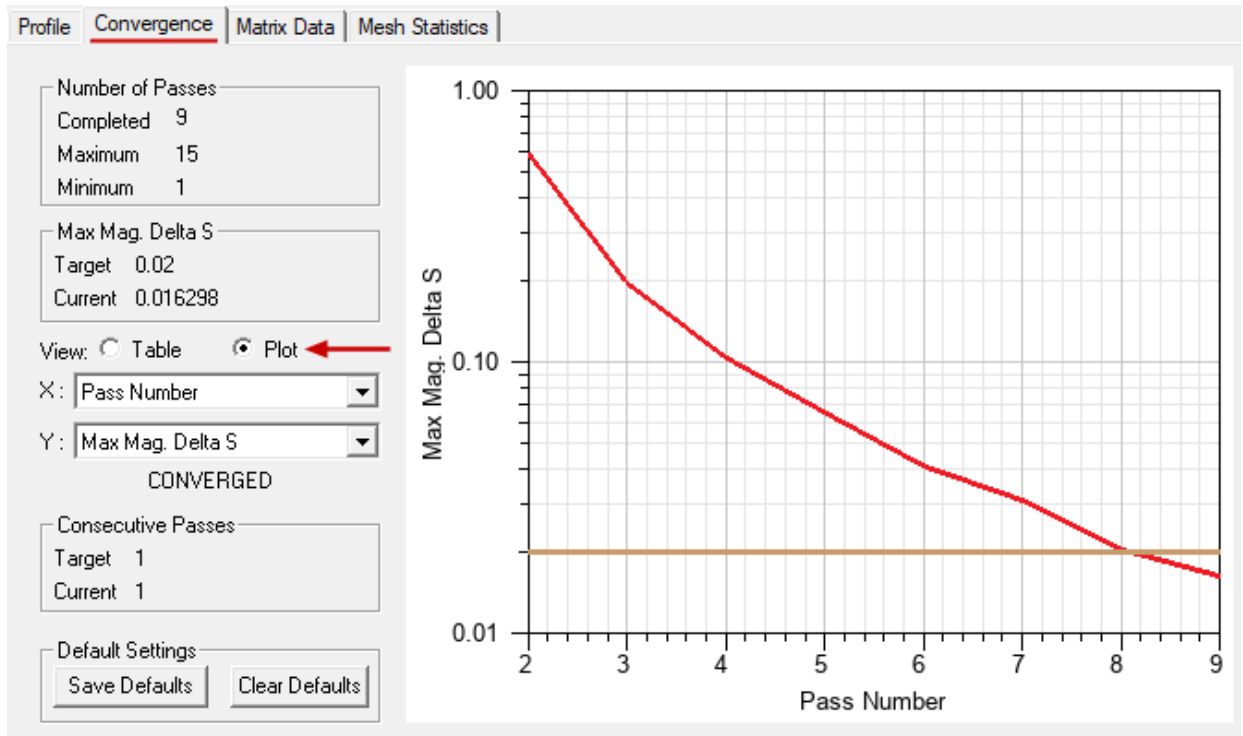 Profile Convergence Matrix Data Mesh Statistics
Number of Passes
Completed 9
Maximum 15
Minimum 1
Max Mag. Delta S
Target 0.02
Current 0.016298
View: Table Plot
X: Pass Number
Y: Max Mag. Delta S
CONVERGED
Consecutive Passes
Target 1
Current 1
Default Settings
Save Defaults Clear Defaults
1.00
0.10
0.01
Max Mag. Delta S
2 3 4 5 6 7 8 9
Pass Number